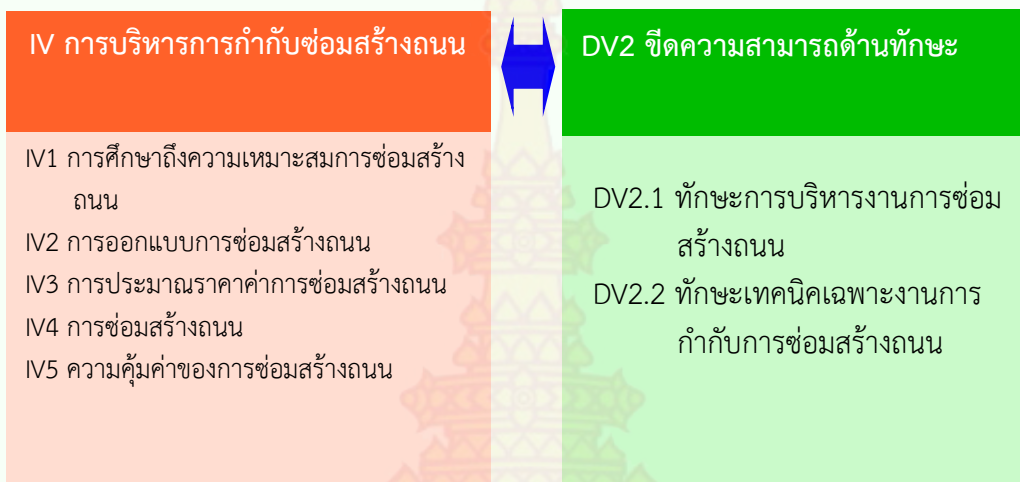 IV การบริหารการกำกับซ่อมสร้างถนน
IV1 การศึกษาถึงความเหมาะสมการซ่อมสร้าง
ถนน
IV2 การออกแบบการซ่อมสร้างถนน
IV3 การประมาณราคาค่าการซ่อมสร้างถนน
IV4 การซ่อมสร้างถนน
IV5 ความคุ้มค่าของการซ่อมสร้างถนน
DV2 ขีดความสามารถด้านทักษะ
DV2.1 ทักษะการบริหารงานการซ่อม
สร้างถนน
DV2.2 ทักษะเทคนิคเฉพาะงานการ
กำกับการซ่อมสร้างถนน